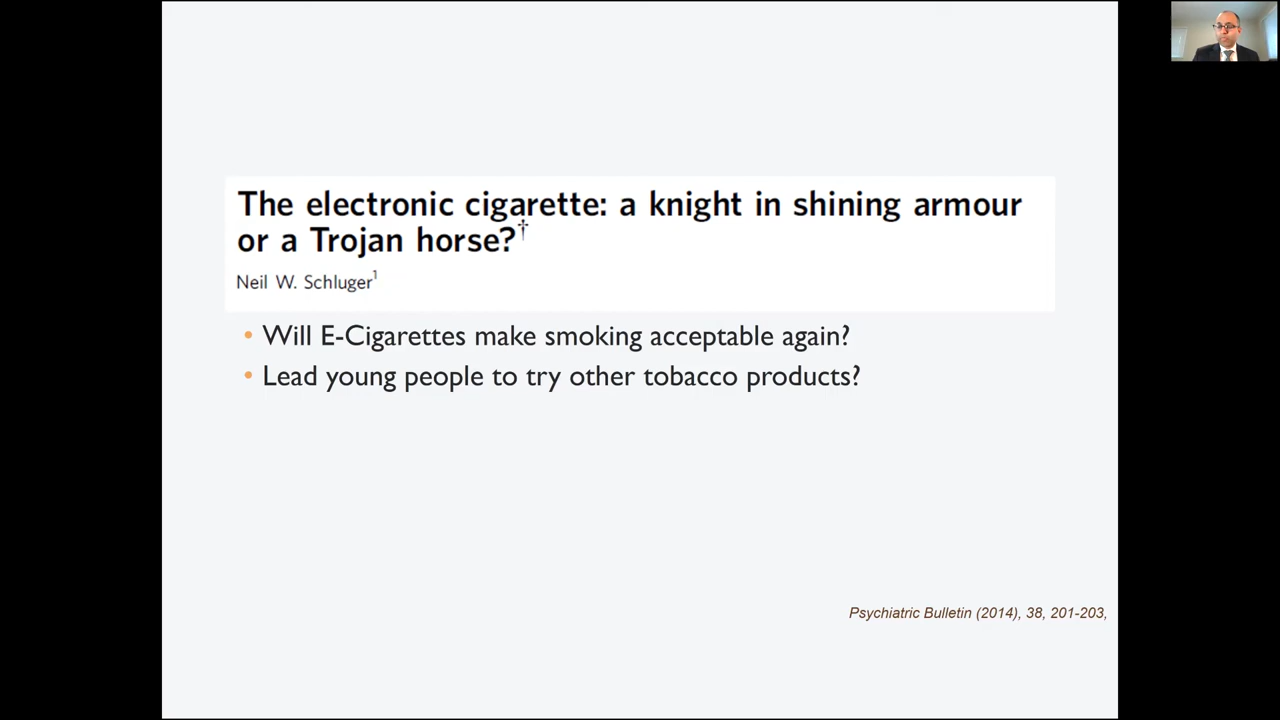 The electronic cigarette: a knight in shining armour
or a Trojan horse?†
Neil W. Schluger¹
• Will E-Cigarettes make smoking acceptable again?
• Lead young people to try other tobacco products?
Psychiatric Bulletin (2014), 38, 201-203,